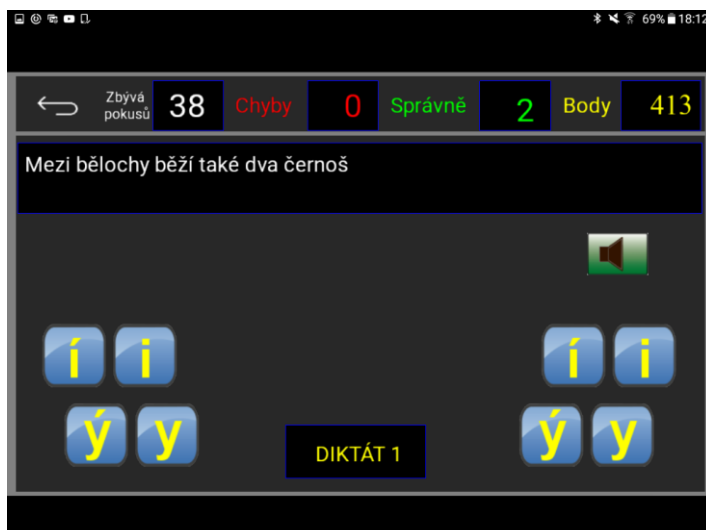 69% 18:12
Zbývá
pokusů
38
Chyby
0
Správně
2
Body
413
Mezi bělochy běží také dva černoš
í i
í i
ý y
ý y
DIKTÁT 1